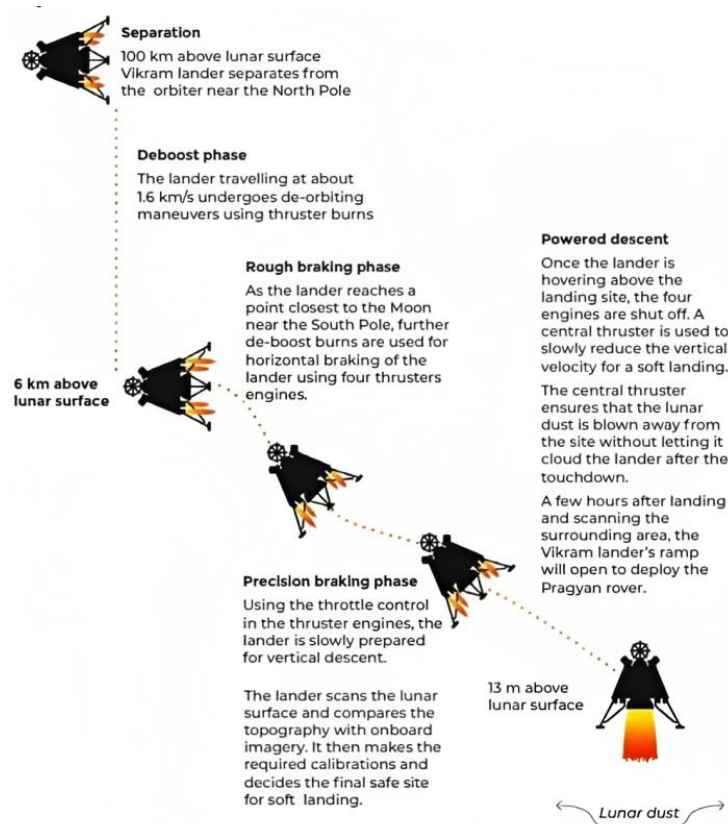 Separation
100 km above lunar surface
Vikram lander separates from
the orbiter near the North Pole
Deboost phase
The lander travelling at about
1.6 km/s undergoes de-orbiting
maneuvers using thruster burns
Rough braking phase
As the lander reaches a
point closest to the Moon
near the South Pole, further
de-boost burns are used for
horizontal braking of the
lander using four thrusters
engines.
6 km above
lunar surface
Precision braking phase
Using the throttle control
in the thruster engines, the
lander is slowly prepared
for vertical descent.
The lander scans the lunar
surface and compares the
topography with onboard
imagery. It then makes the
required calibrations and
decides the final safe site
for soft landing.
Powered descent
Once the lander is
hovering above the
landing site, the four
engines are shut off. A
central thruster is used to
slowly reduce the vertical
velocity for a soft landing.
The central thruster
ensures that the lunar
dust is blown away from
the site without letting it
cloud the lander after the
touchdown.
A few hours after landing
and scanning the
surrounding area, the
Vikram lander's ramp
will open to deploy the
Pragyan rover.
13 m above
lunar surface
Lunar dust